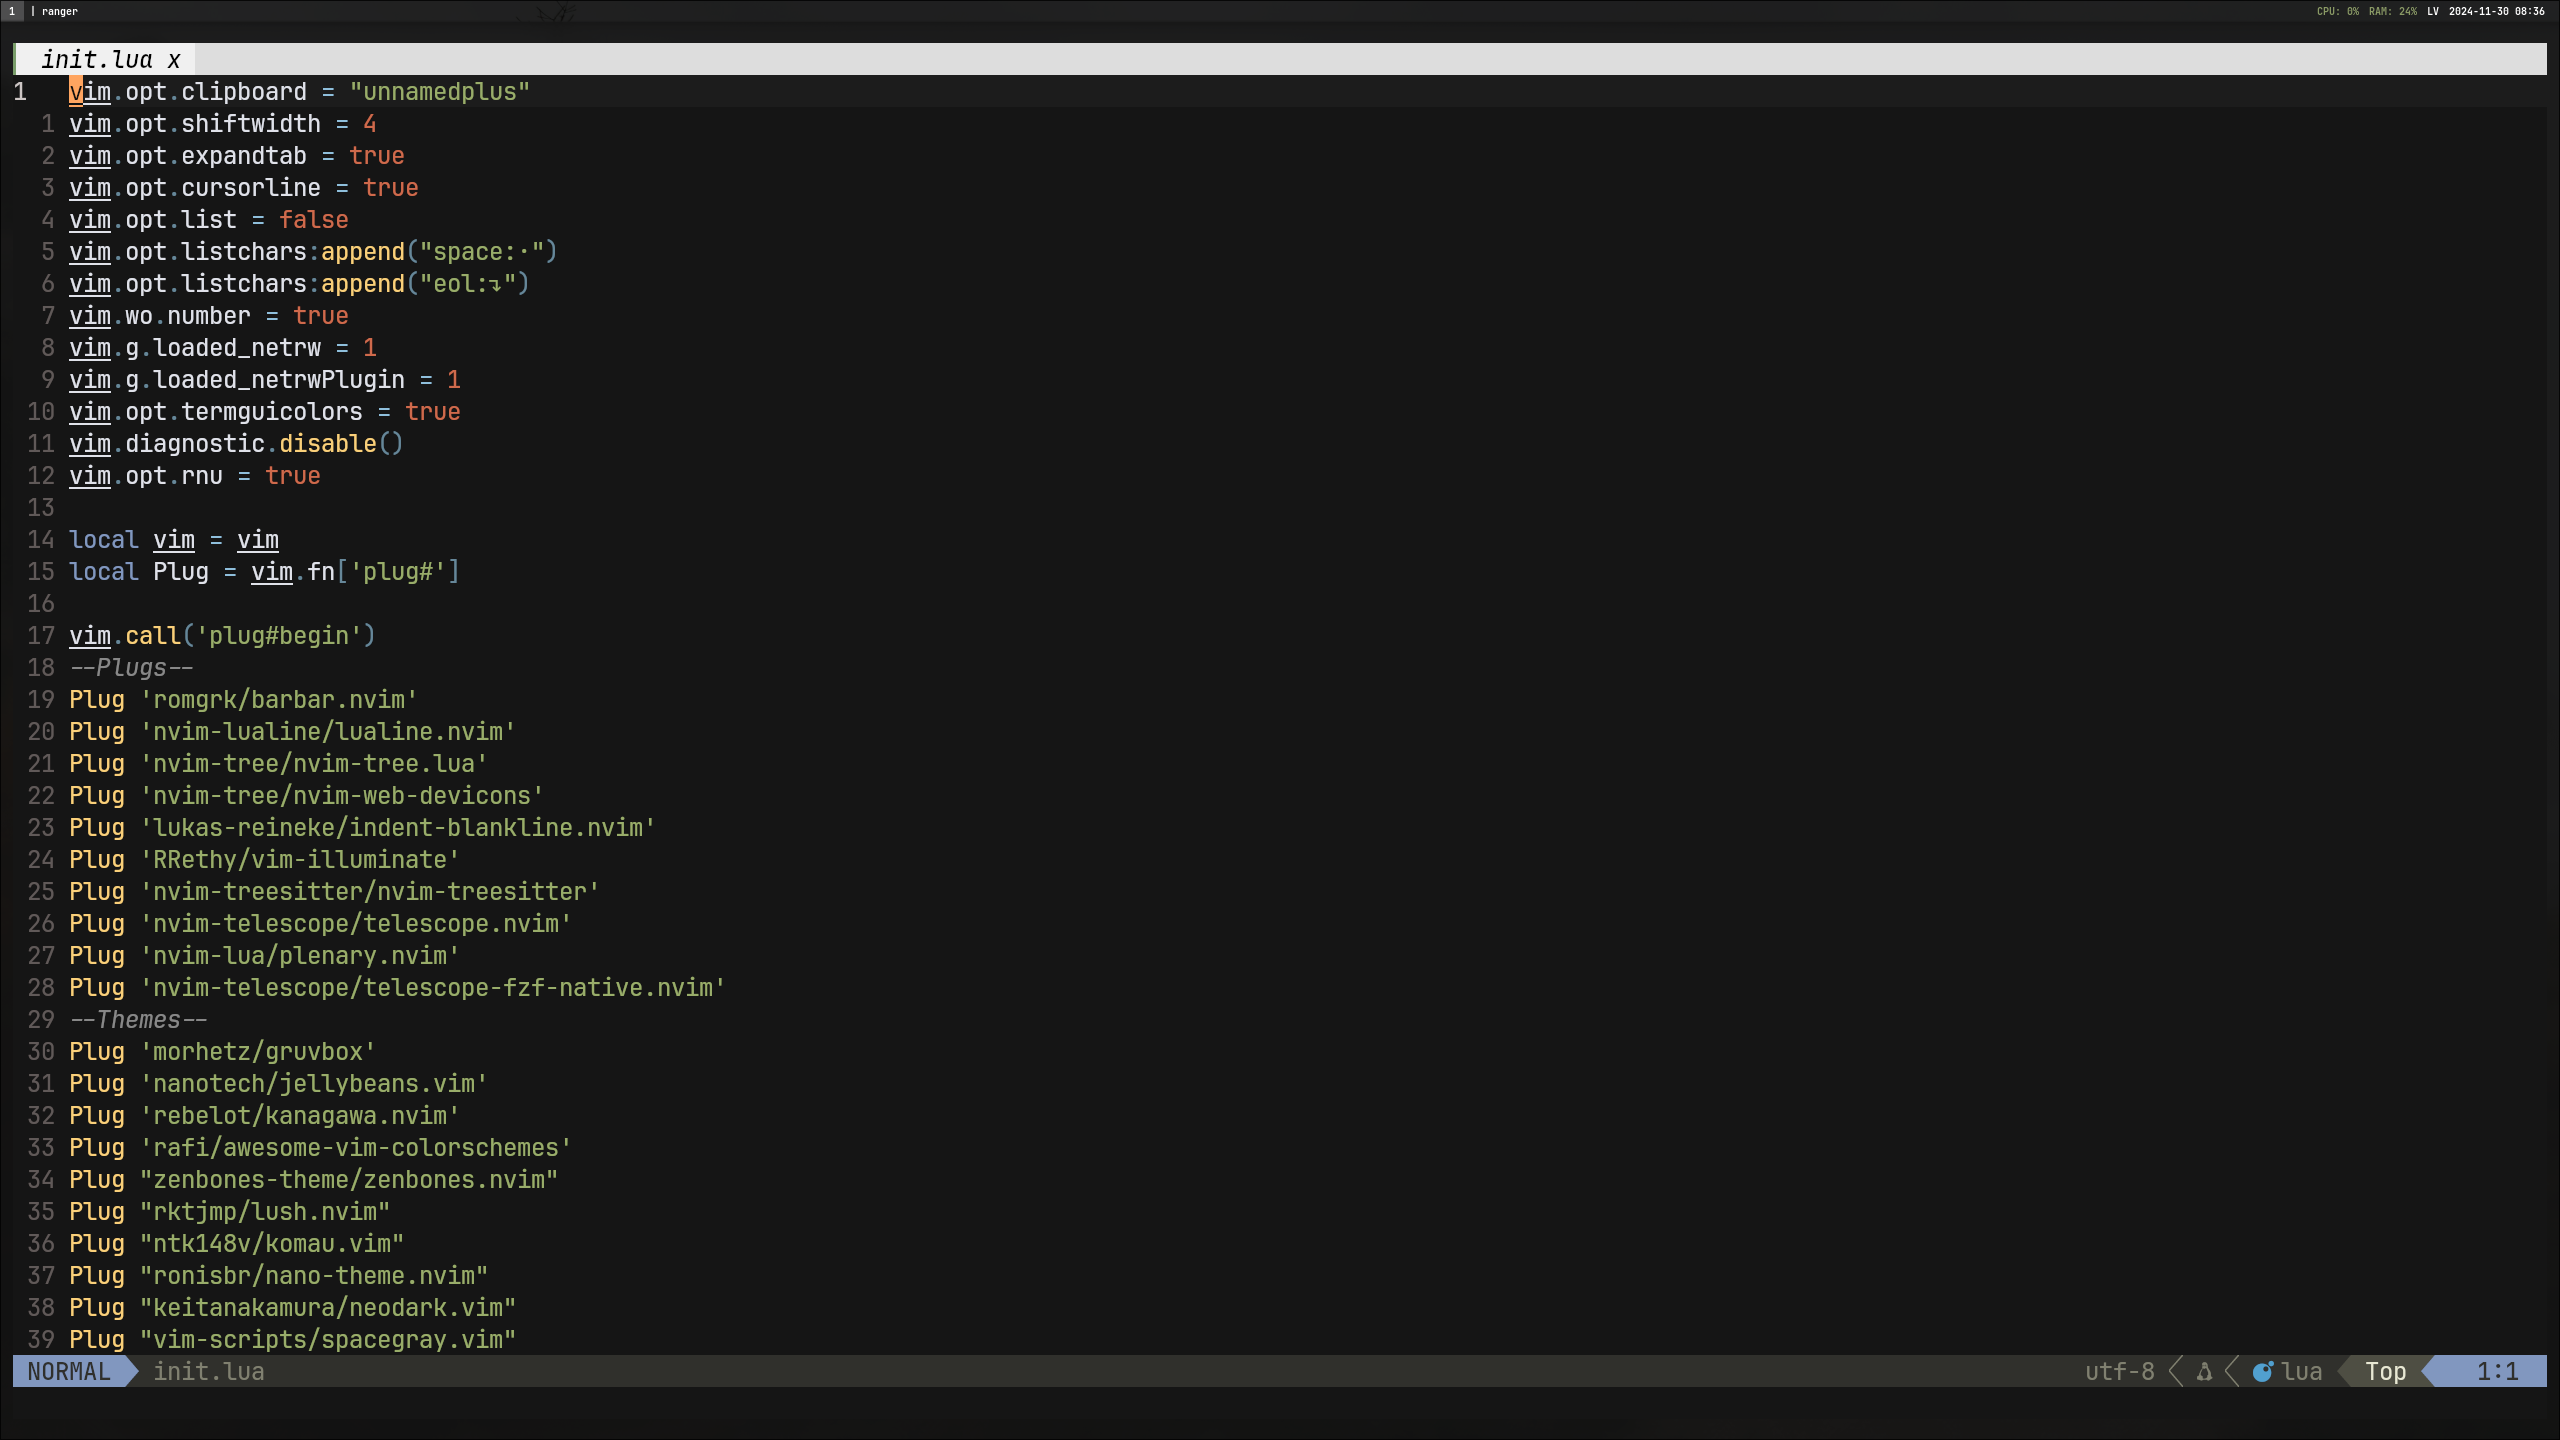 1 | ranger CPU: 0% RAM: 24% LV 2024-11-30 08:36
init.lua x
1 vim.opt.clipboard = "unnamedplus"
1 vim.opt.shiftwidth = 4
2 vim.opt.expandtab = true
3 vim.opt.cursorline = true
4 vim.opt.list = false
5 vim.opt.listchars:append("space:·")
6 vim.opt.listchars:append("eol:↴")
7 vim.wo.number = true
8 vim.g.loaded_netrw = 1
9 vim.g.loaded_netrwPlugin = 1
10 vim.opt.termguicolors = true
11 vim.diagnostic.disable()
12 vim.opt.rnu = true
13
14 local vim = vim
15 local Plug = vim.fn['plug#']
16
17 vim.call('plug#begin')
18 --Plugs--
19 Plug 'romgrk/barbar.nvim'
20 Plug 'nvim-lualine/lualine.nvim'
21 Plug 'nvim-tree/nvim-tree.lua'
22 Plug 'nvim-tree/nvim-web-devicons'
23 Plug 'lukas-reineke/indent-blankline.nvim'
24 Plug 'RRethy/vim-illuminate'
25 Plug 'nvim-treesitter/nvim-treesitter'
26 Plug 'nvim-telescope/telescope.nvim'
27 Plug 'nvim-lua/plenary.nvim'
28 Plug 'nvim-telescope/telescope-fzf-native.nvim'
29 --Themes--
30 Plug 'morhetz/gruvbox'
31 Plug 'nanotech/jellybeans.vim'
32 Plug 'rebelot/kanagawa.nvim'
33 Plug 'rafi/awesome-vim-colorschemes'
34 Plug "zenbones-theme/zenbones.nvim"
35 Plug "rktjmp/lush.nvim"
36 Plug "ntk148v/komau.vim"
37 Plug "ronisbr/nano-theme.nvim"
38 Plug "keitanakamura/neodark.vim"
39 Plug "vim-scripts/spacegray.vim"
NORMAL init.lua utf-8 lua Top 1:1